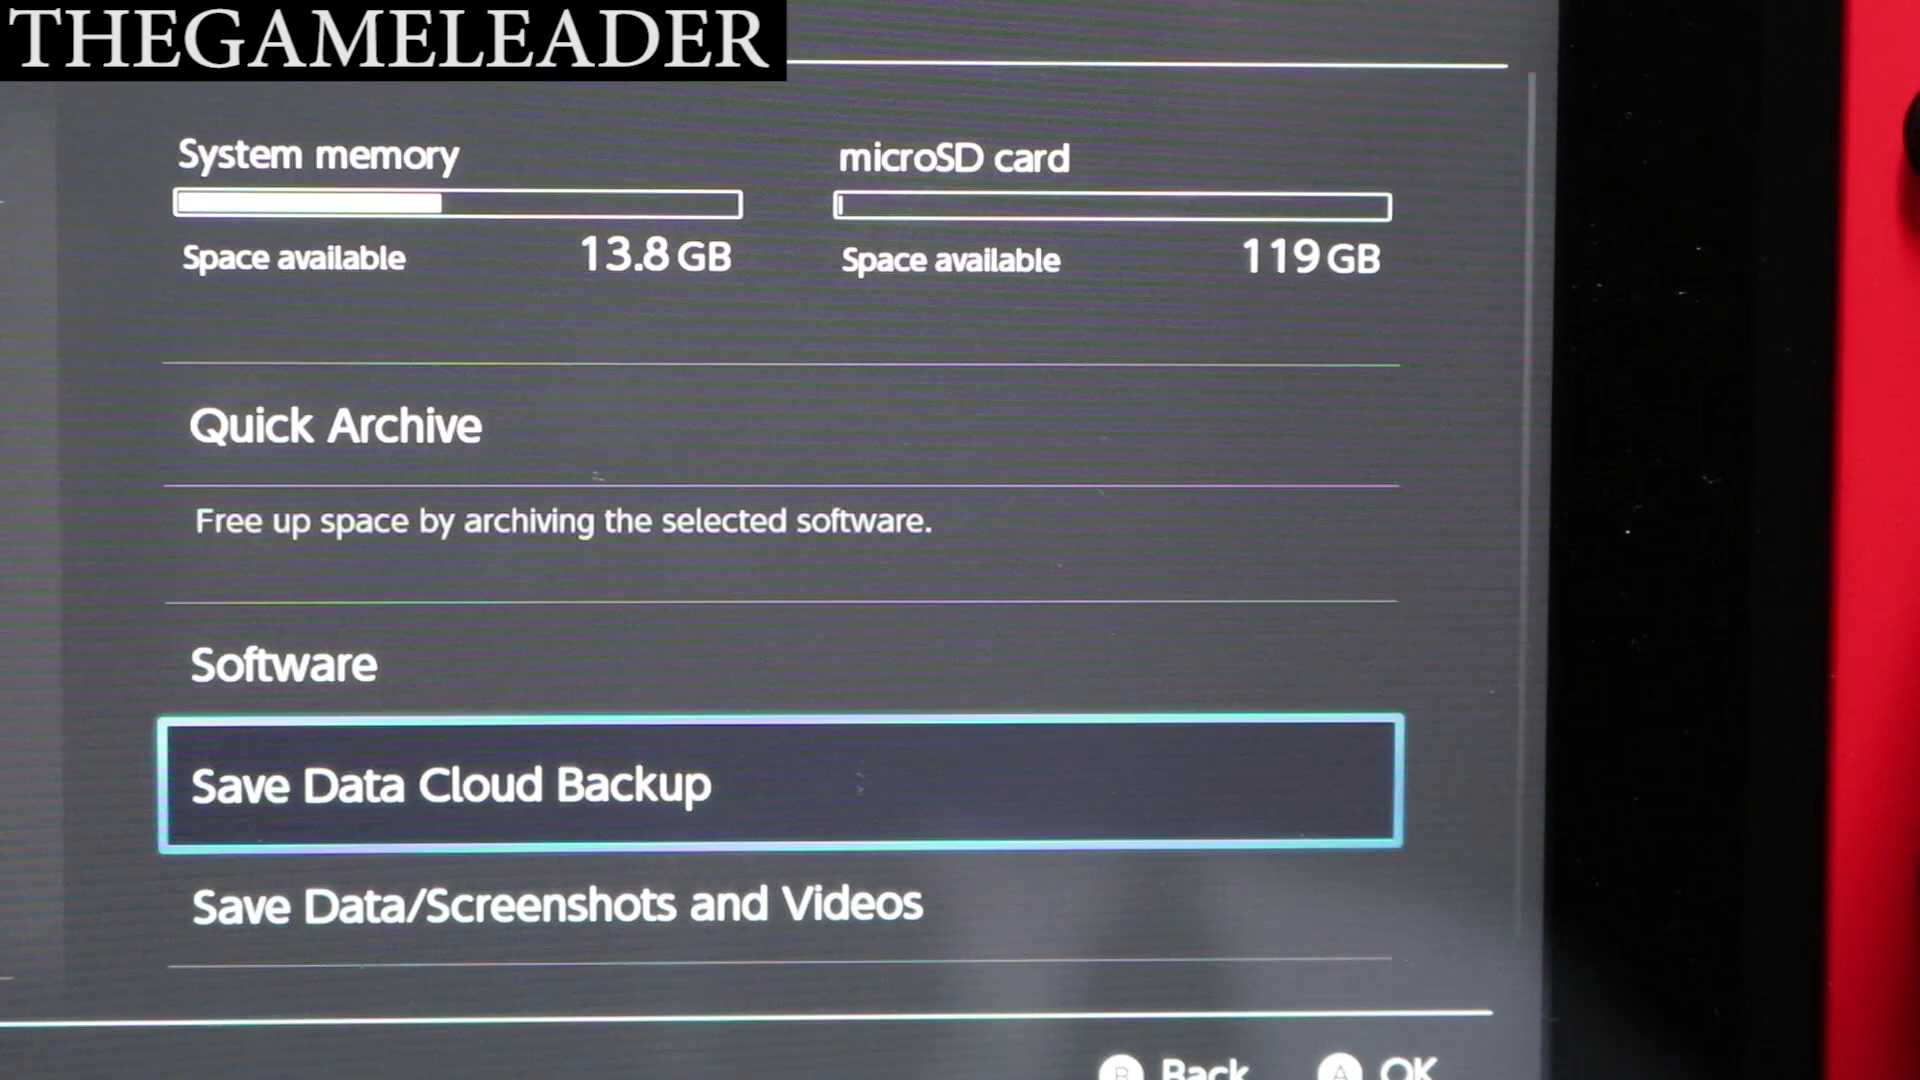 THEGAMELEADER
System memory
microSD card
Space available 13.8 GB
Space available 119 GB
Quick Archive
Free up space by archiving the selected software.
Software
Save Data Cloud Backup
Save Data/Screenshots and Videos
B Back A OK